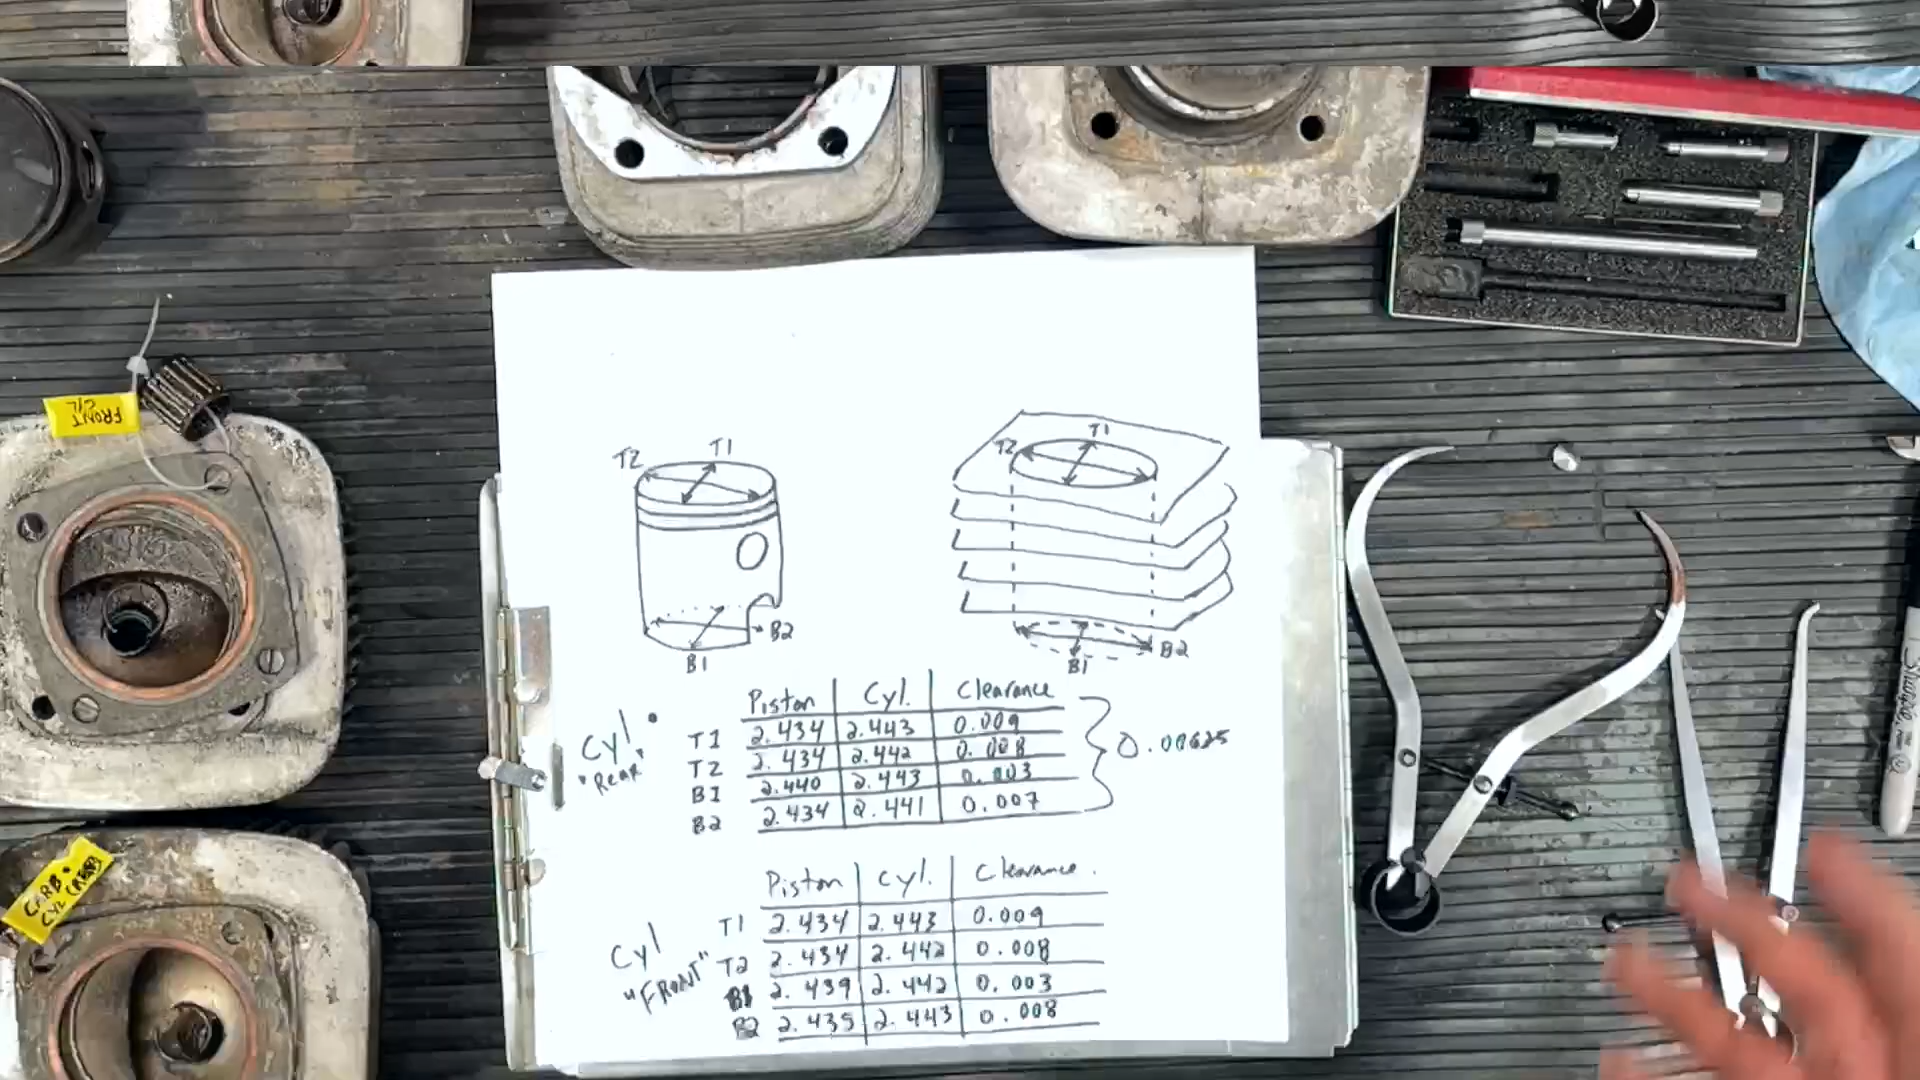 FRONT
CYL
CARB.
T2 T1
T1
T2
B2
B1
B2
B1
Piston Cyl. Clearance
Cyl.
"REAR"
T1 2.434 2.443 0.009
T2 2.434 2.442 0.008
B1 2.440 2.443 0.003
B2 2.434 2.441 0.007
0.00625
Piston Cyl. Clearance.
Cyl
"FRONT"
T1 2.434 2.443 0.009
T2 2.434 2.442 0.008
B1 2.439 2.442 0.003
B2 2.435 2.443 0.008
Sharpie